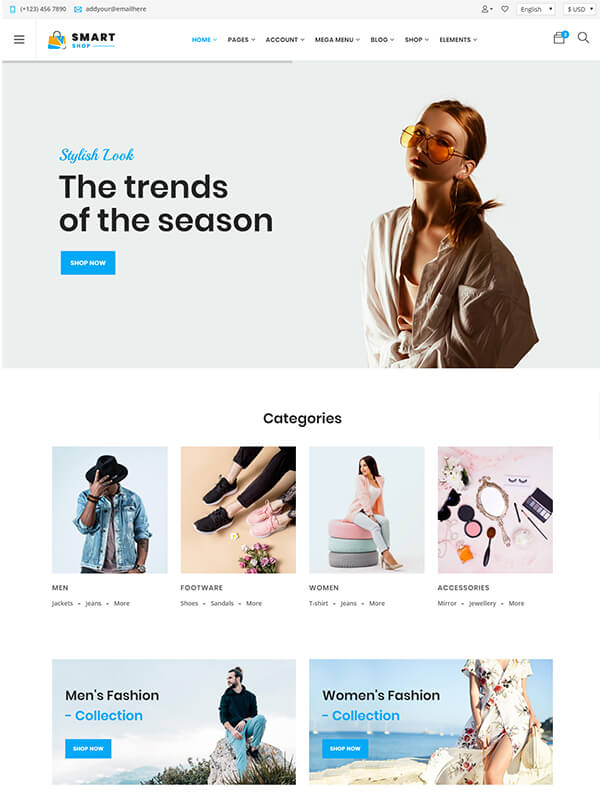 (+123) 456 7890 addyour@emailhere English $ USD
SMART
SHOP
HOME PAGES ACCOUNT MEGA MENU BLOG SHOP ELEMENTS
Stylish Look
The trends
of the season
SHOP NOW
Categories
MEN FOOTWARE WOMEN ACCESSORIES
Jackets - Jeans - More Shoes - Sandals - More T-shirt - Jeans - More Mirror - Jewellery - More
Men's Fashion
- Collection
SHOP NOW
Women's Fashion
- Collection
SHOP NOW